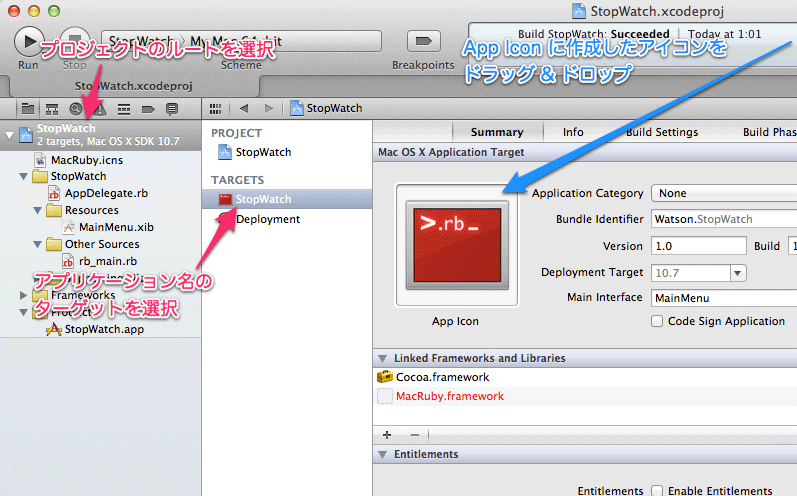 StopWatch.xcodeproj
StopWatch My Mac 64-bit
Build StopWatch: Succeeded Today at 1:01
Run
Stop
Scheme
Breakpoints
プロジェクトのルートを選択
App Icon に作成したアイコンを
ドラッグ & ドロップ
StopWatch.xcodeproj
StopWatch
StopWatch
2 targets, Mac OS X SDK 10.7
MacRuby.icns
StopWatch
AppDelegate.rb
Resources
MainMenu.xib
Other Sources
rb_main.rb
アプリケーション名の
ターゲットを選択
Frameworks
Products
StopWatch.app
PROJECT
StopWatch
TARGETS
StopWatch
Deployment
Summary
Info
Build Settings
Build Phas
Mac OS X Application Target
>.rb_
App Icon
Application Category None
Bundle Identifier Watson.StopWatch
Version 1.0 Build 1
Deployment Target 10.7
Main Interface MainMenu
Code Sign Application
Linked Frameworks and Libraries
Cocoa.framework
MacRuby.framework
Entitlements
Entitlements Enable Entitlements